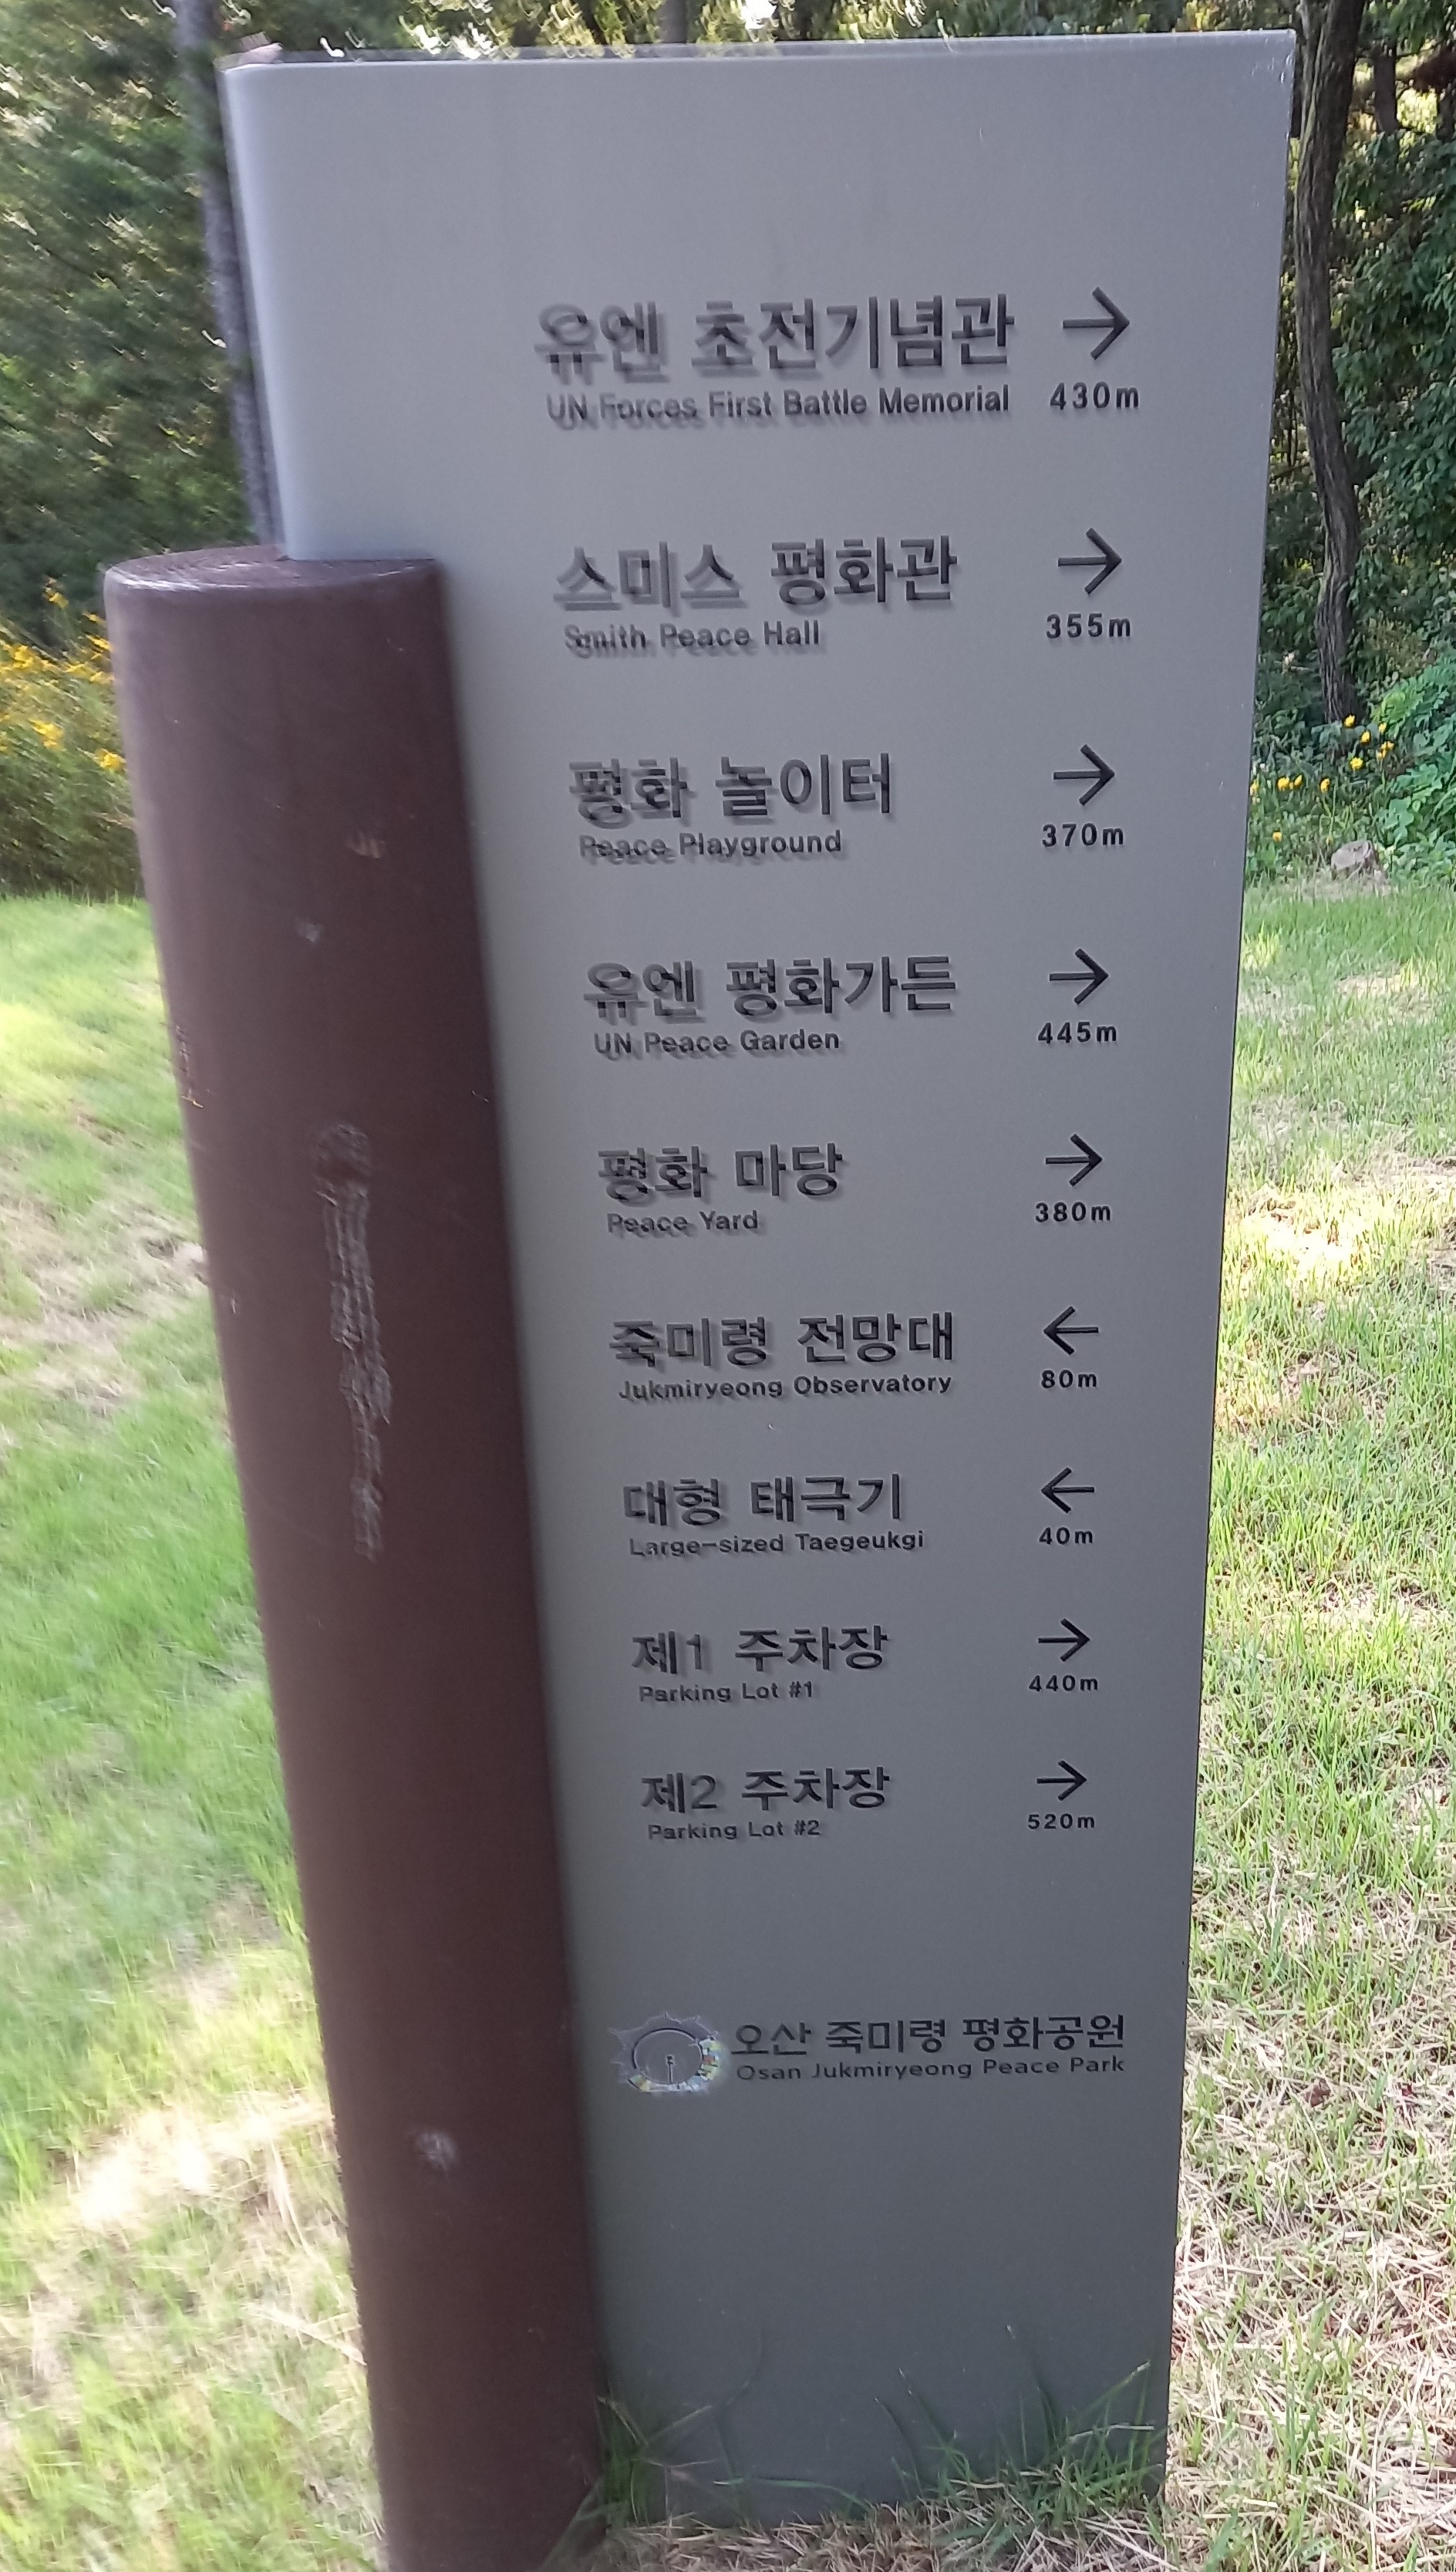 유엔 초전기념관 →
UN Forces First Battle Memorial 430m
스미스 평화관 →
Smith Peace Hall 355m
평화 놀이터 →
Peace Playground 370m
유엔 평화가든 →
UN Peace Garden 445m
평화 마당 →
Peace Yard 380m
죽미령 전망대 ←
Jukmiryeong Observatory 80m
대형 태극기 ←
Large-sized Taegeukgi 40m
제1 주차장 →
Parking Lot #1 440m
제2 주차장 →
Parking Lot #2 520m
오산 죽미령 평화공원
Osan Jukmiryeong Peace Park